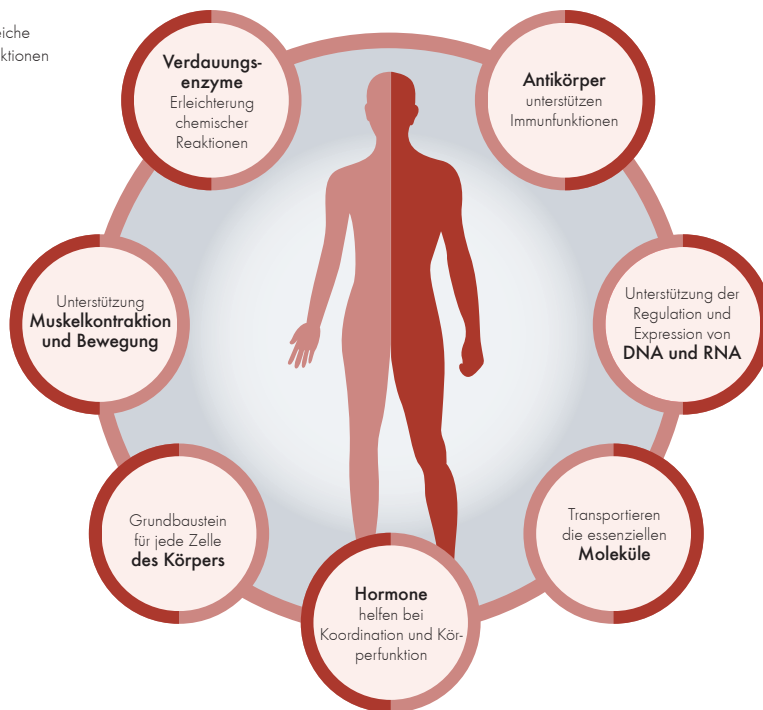 Verdauungs-
enzyme
Erleichterung
chemischer
Reaktionen
Antikörper
unterstützen
Immunfunktionen
Unterstützung
Muskelkontraktion
und Bewegung
Unterstützung der
Regulation und
Expression von
DNA und RNA
Grundbaustein
für jede Zelle
des Körpers
Transportieren
die essenziellen
Moleküle
Hormone
helfen bei
Koordination und Kör-
perfunktion